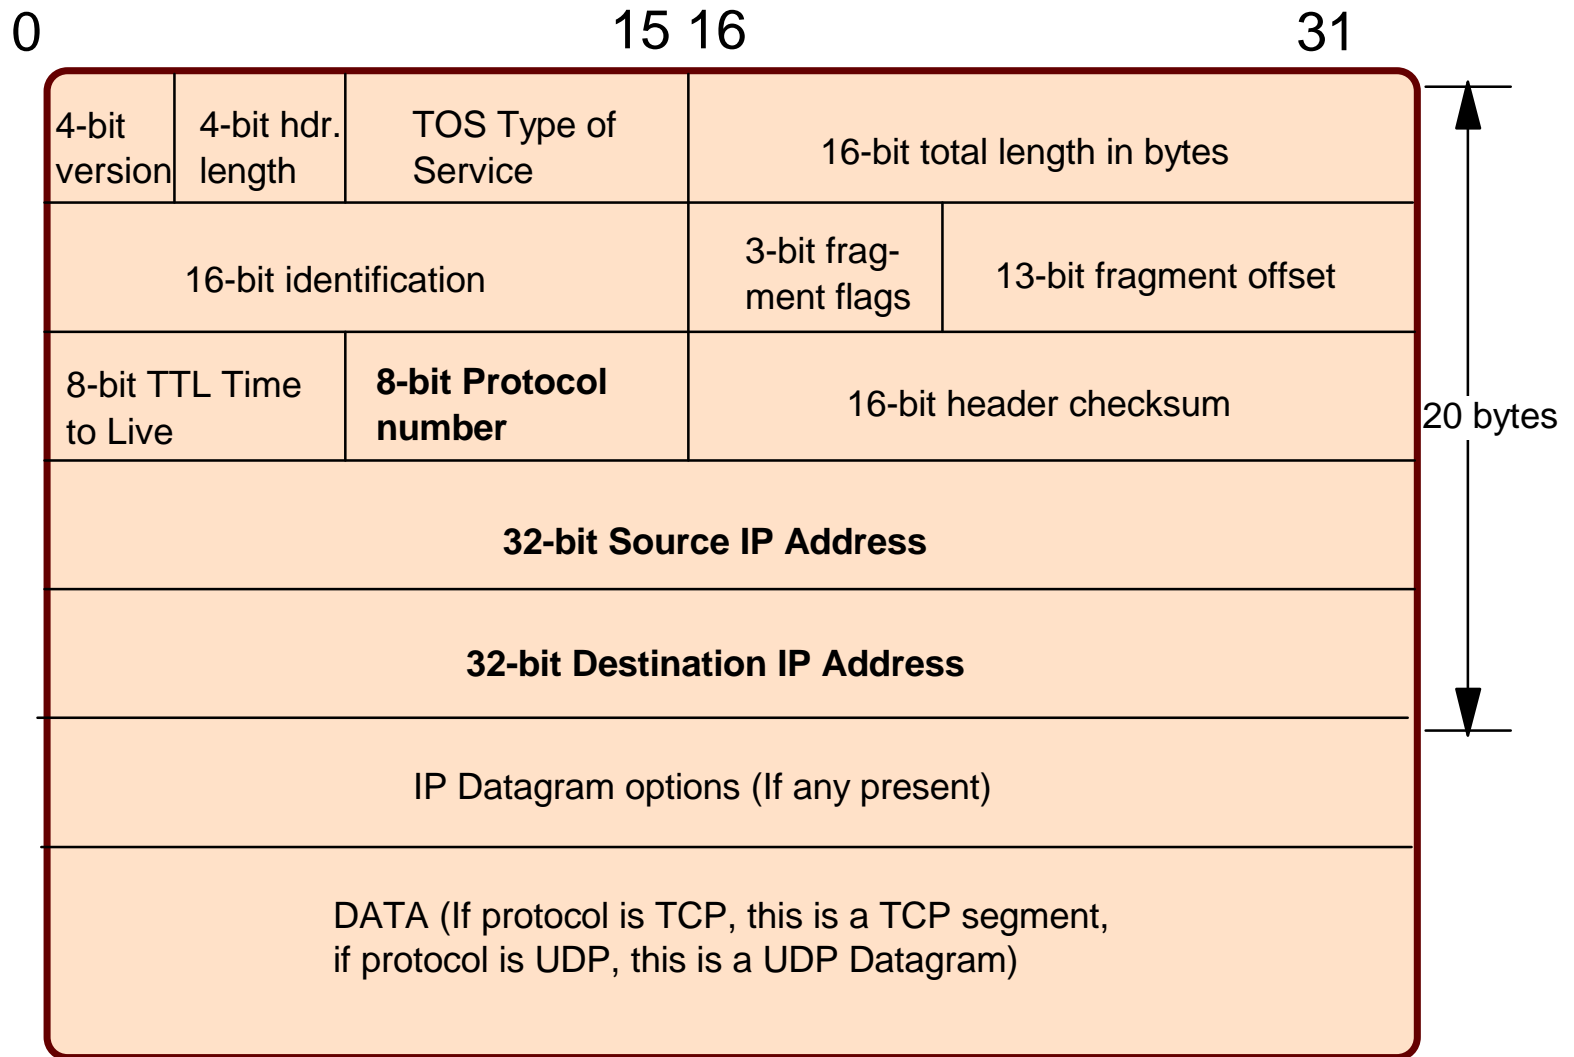 0 15 16 31
4-bit
version
4-bit hdr.
length
TOS Type of
Service
16-bit total length in bytes
16-bit identification
3-bit frag-
ment flags
13-bit fragment offset
8-bit TTL Time
to Live
8-bit Protocol
number
16-bit header checksum
20 bytes
32-bit Source IP Address
32-bit Destination IP Address
IP Datagram options (If any present)
DATA (If protocol is TCP, this is a TCP segment,
if protocol is UDP, this is a UDP Datagram)